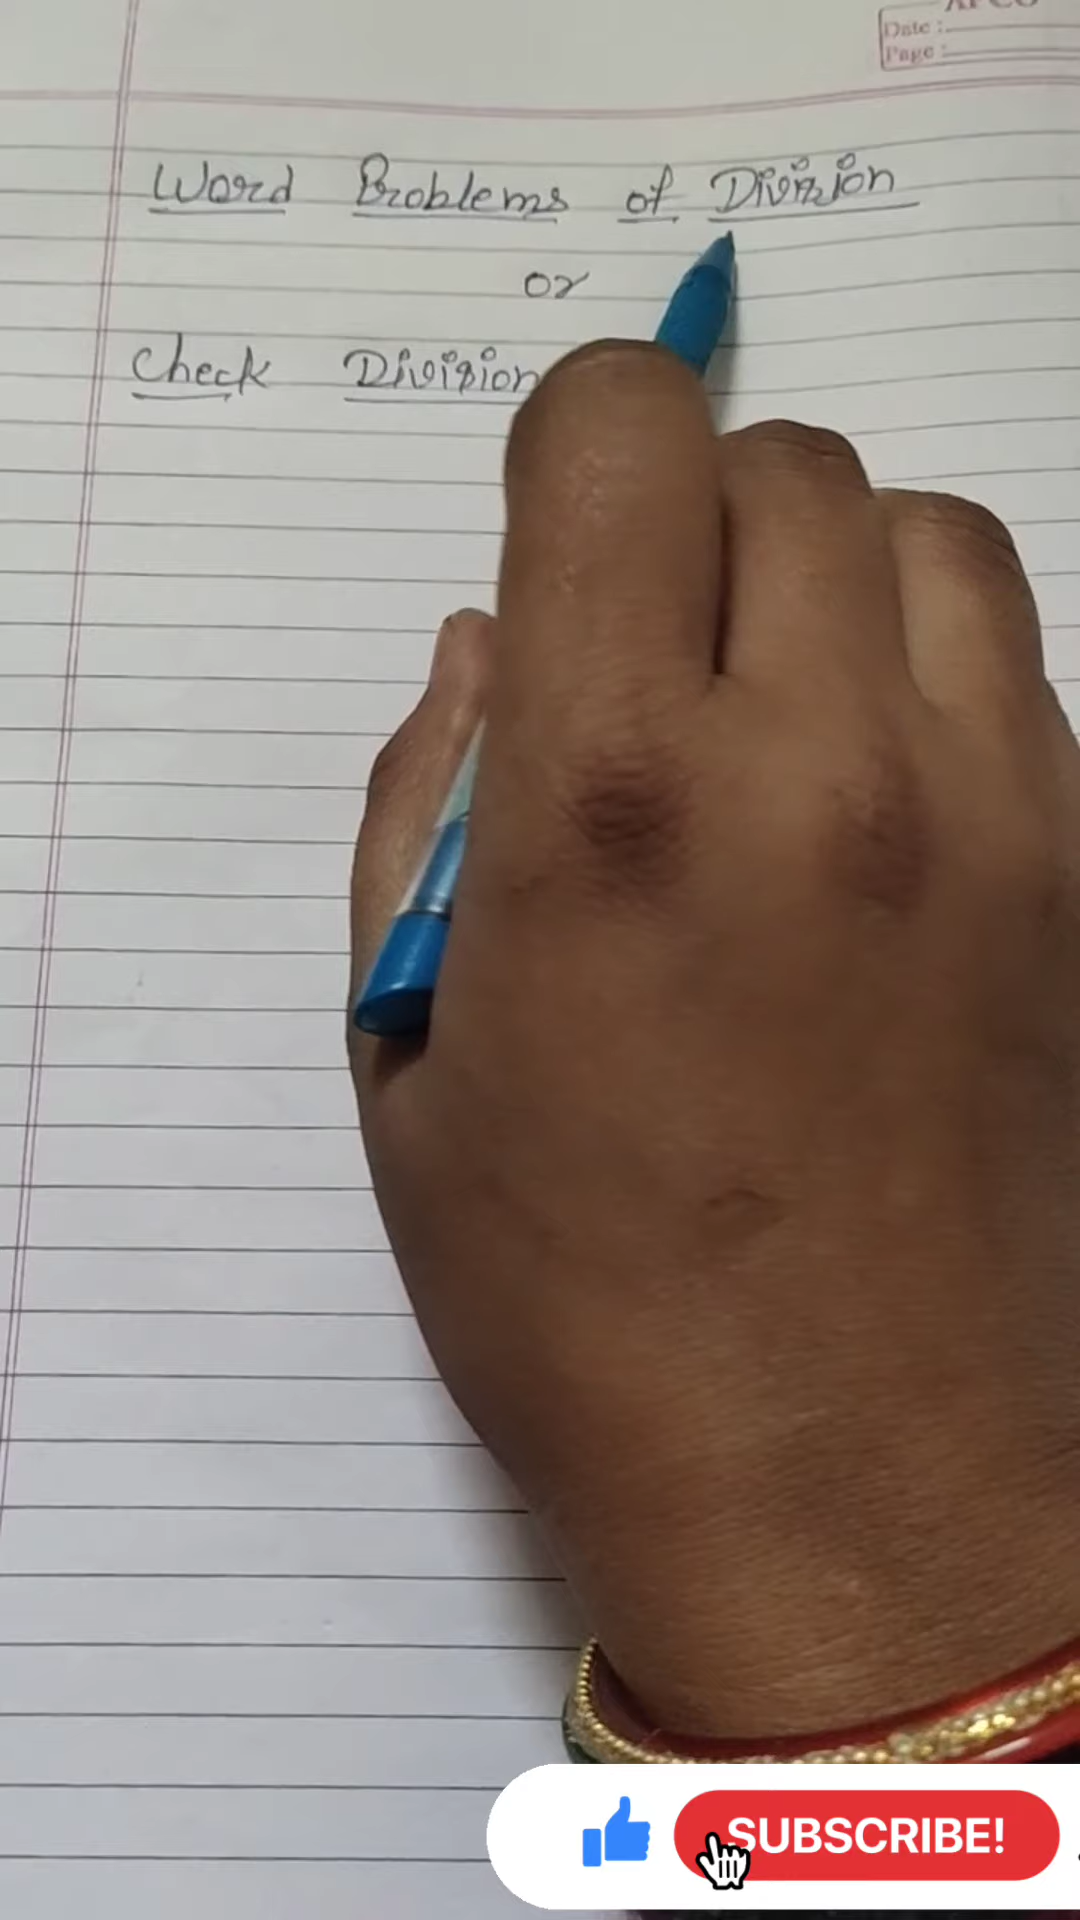 Date :
Page :
Word Problems of Division
or
Check Division
SUBSCRIBE!